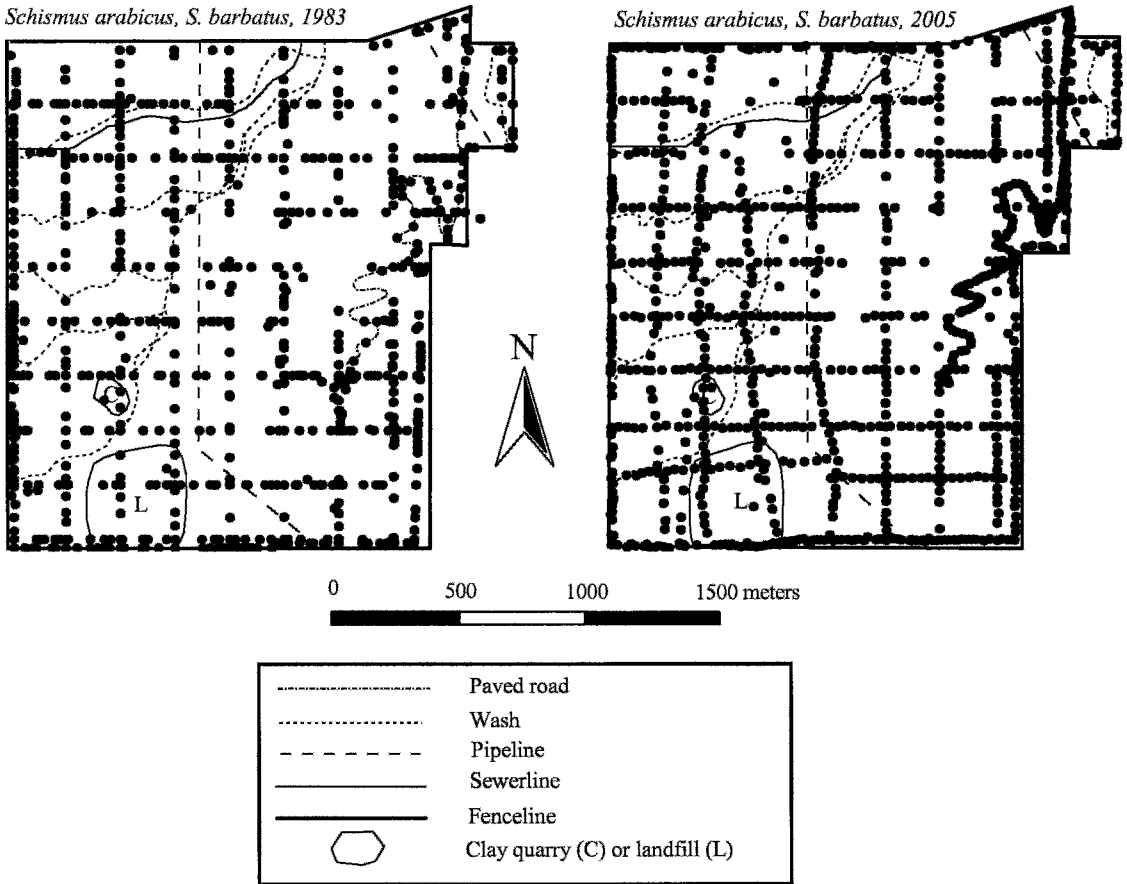 Schismus arabicus, S. barbatus, 1983
Schismus arabicus, S. barbatus, 2005
C
L
C
L
N
0 500 1000 1500 meters
Paved road
Wash
Pipeline
Sewerline
Fenceline
Clay quarry (C) or landfill (L)